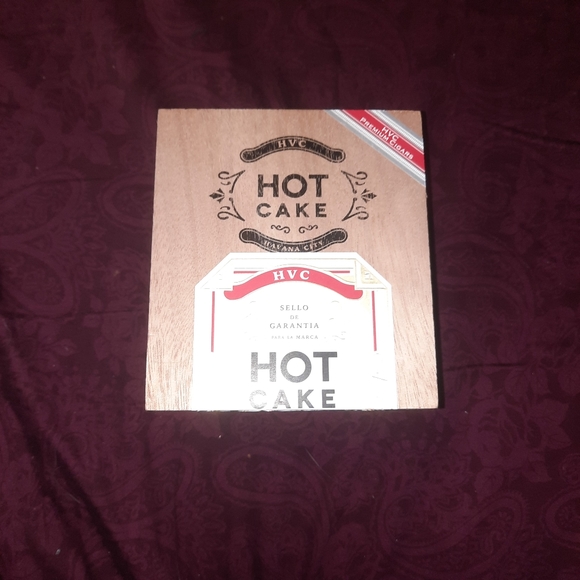 HVC
PREMIUM CIGARS
HVC
HOT
CAKE
HAVANA CITY
HVC
SELLO
DE
GARANTIA
HOT
CAKE